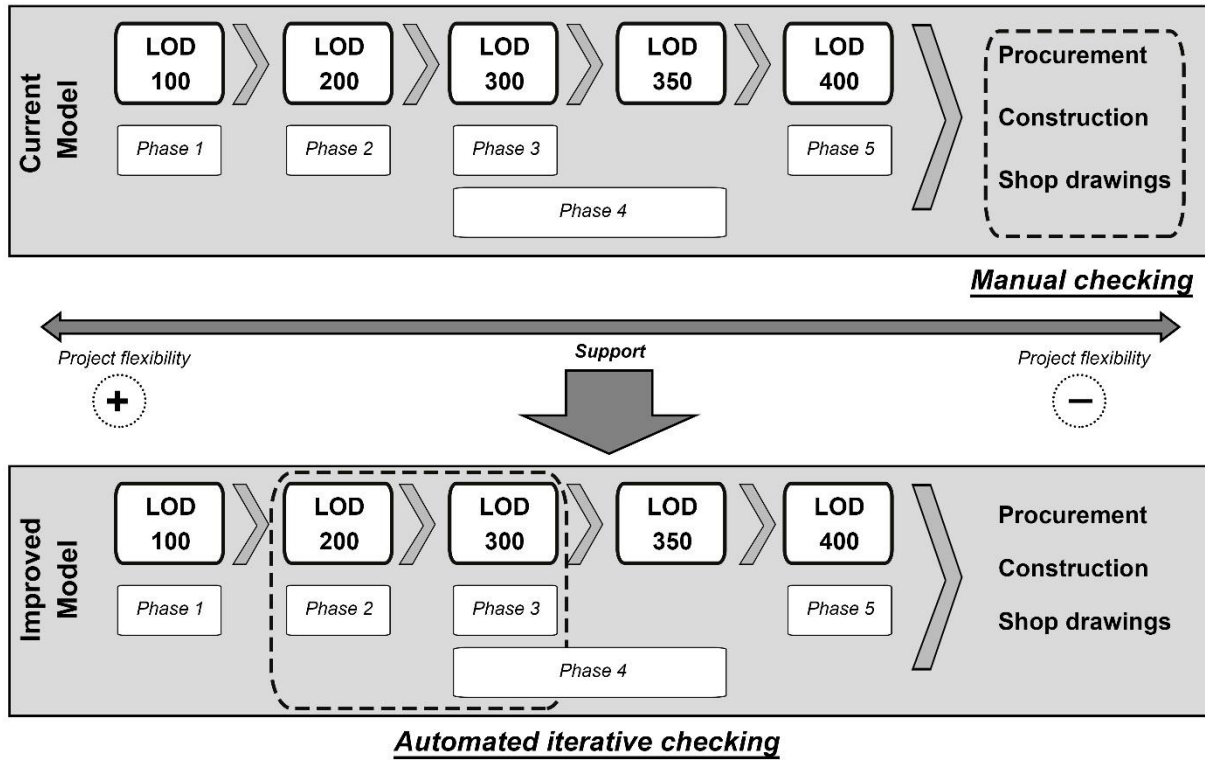 Current
Model
LOD
100
LOD
200
LOD
300
LOD
350
LOD
400
Phase 1
Phase 2
Phase 3
Phase 5
Phase 4
Procurement
Construction
Shop drawings
Manual checking
Project flexibility
+
Support
Project flexibility
−
Improved
Model
LOD
100
LOD
200
LOD
300
LOD
350
LOD
400
Phase 1
Phase 2
Phase 3
Phase 5
Phase 4
Procurement
Construction
Shop drawings
Automated iterative checking